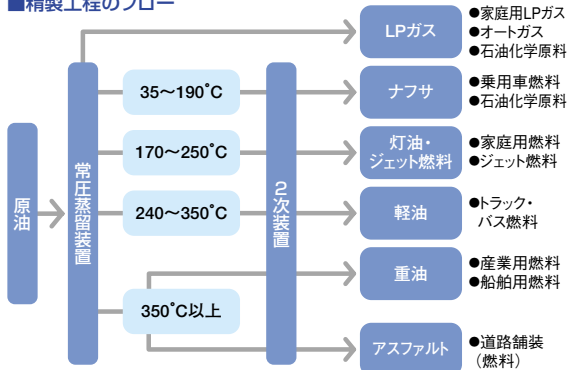 ■精製工程のフロー
原油
常圧蒸留装置
35〜190°C
170〜250°C
240〜350°C
350°C以上
2次装置
LPガス
●家庭用LPガス
●オートガス
●石油化学原料
ナフサ
●乗用車燃料
●石油化学原料
灯油・
ジェット燃料
●家庭用燃料
●ジェット燃料
軽油
●トラック・
バス燃料
重油
●産業用燃料
●船舶用燃料
アスファルト
●道路舗装
(燃料)